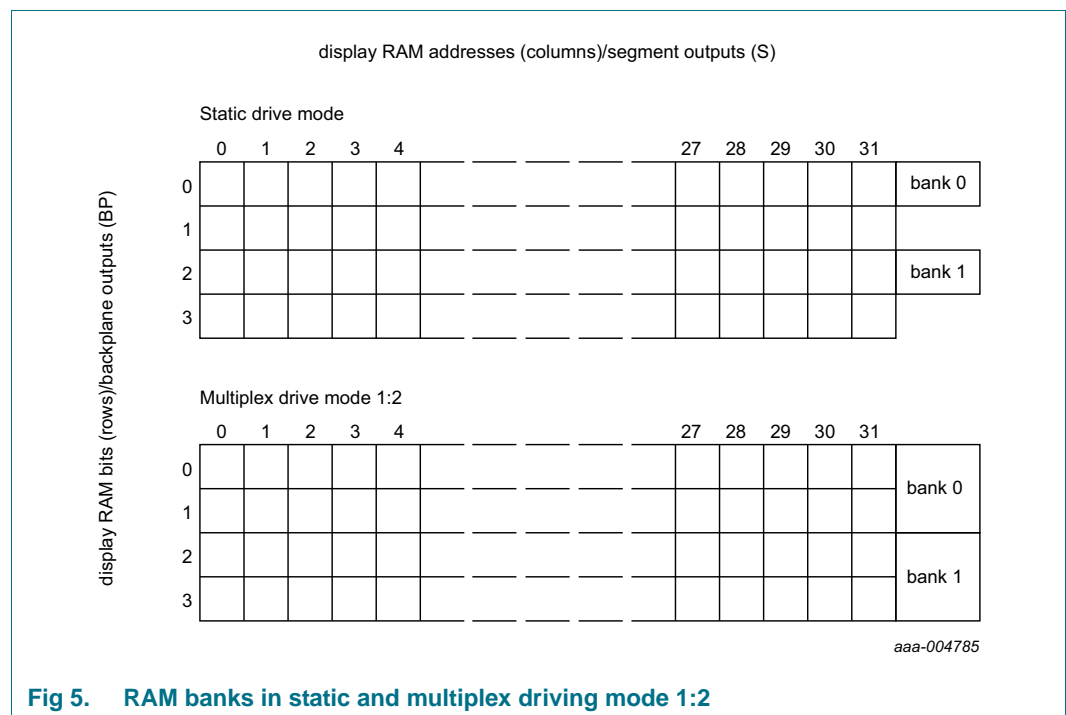 display RAM addresses (columns)/segment outputs (S)
display RAM bits (rows)/backplane outputs (BP)
Static drive mode
0 1 2 3 4 27 28 29 30 31
0 bank 0
1
2 bank 1
3
Multiplex drive mode 1:2
0 1 2 3 4 27 28 29 30 31
0
bank 0
1
2
bank 1
3
aaa-004785
Fig 5. RAM banks in static and multiplex driving mode 1:2